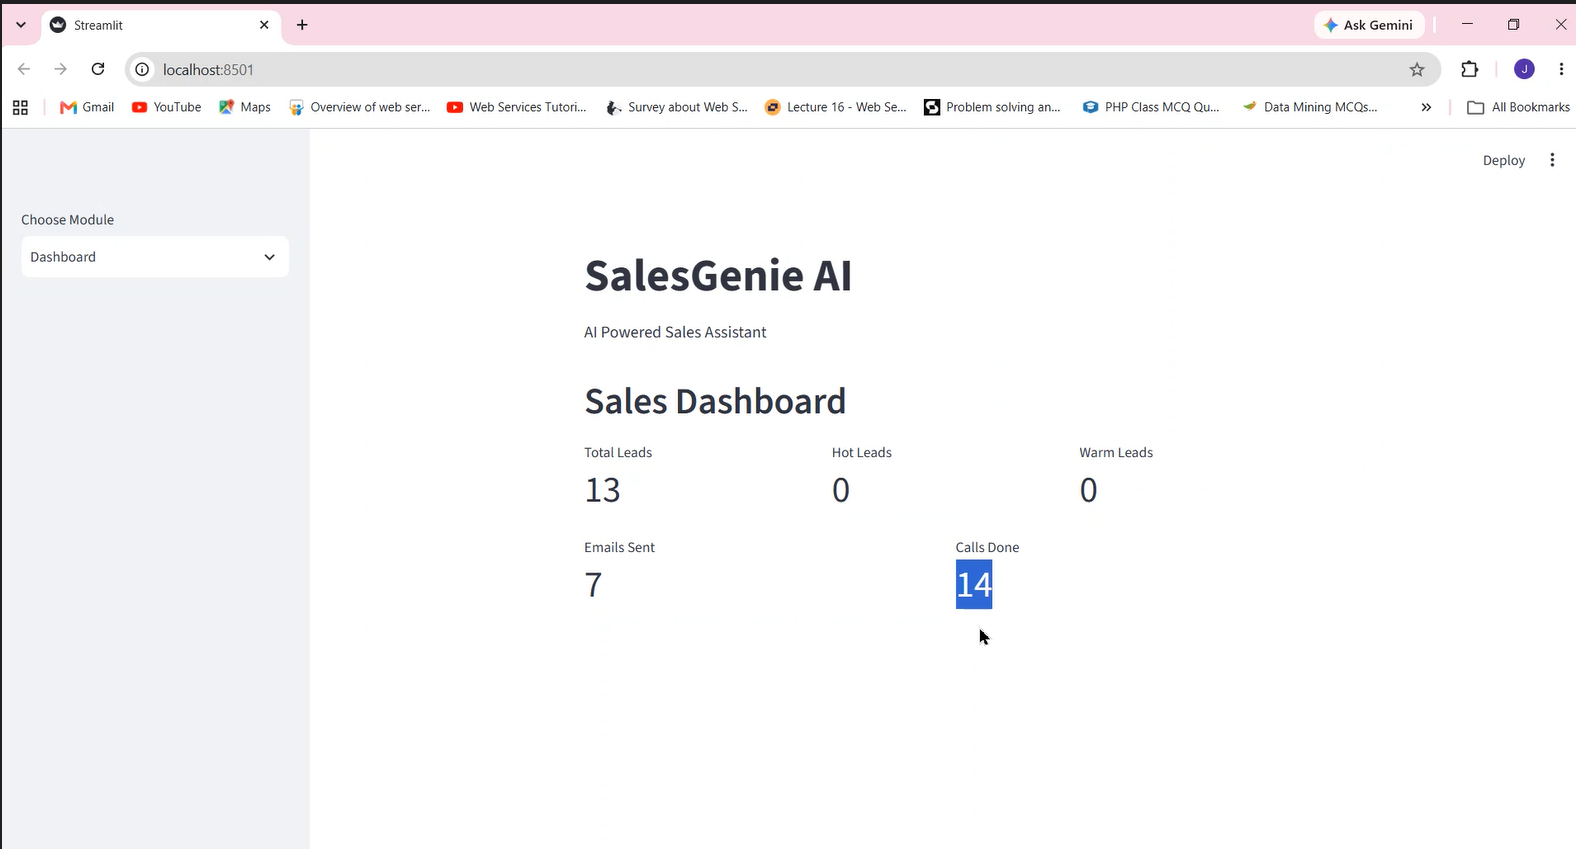 Streamlit
Ask Gemini
localhost:8501
J
Gmail
YouTube
Maps
Overview of web ser...
Web Services Tutori...
Survey about Web S...
Lecture 16 - Web Se...
Problem solving an...
PHP Class MCQ Qu...
Data Mining MCQs...
»
All Bookmarks
Deploy
Choose Module
Dashboard
SalesGenie AI
AI Powered Sales Assistant
Sales Dashboard
Total Leads
13
Hot Leads
0
Warm Leads
0
Emails Sent
7
Calls Done
14